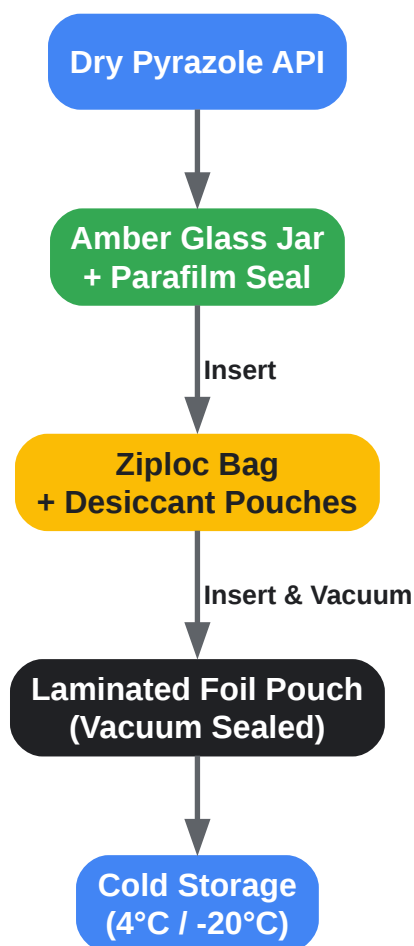 Dry Pyrazole API
Amber Glass Jar
+ Parafilm Seal
Insert
Ziploc Bag
+ Desiccant Pouches
Insert & Vacuum
Laminated Foil Pouch
(Vacuum Sealed)
Cold Storage
(4°C / -20°C)